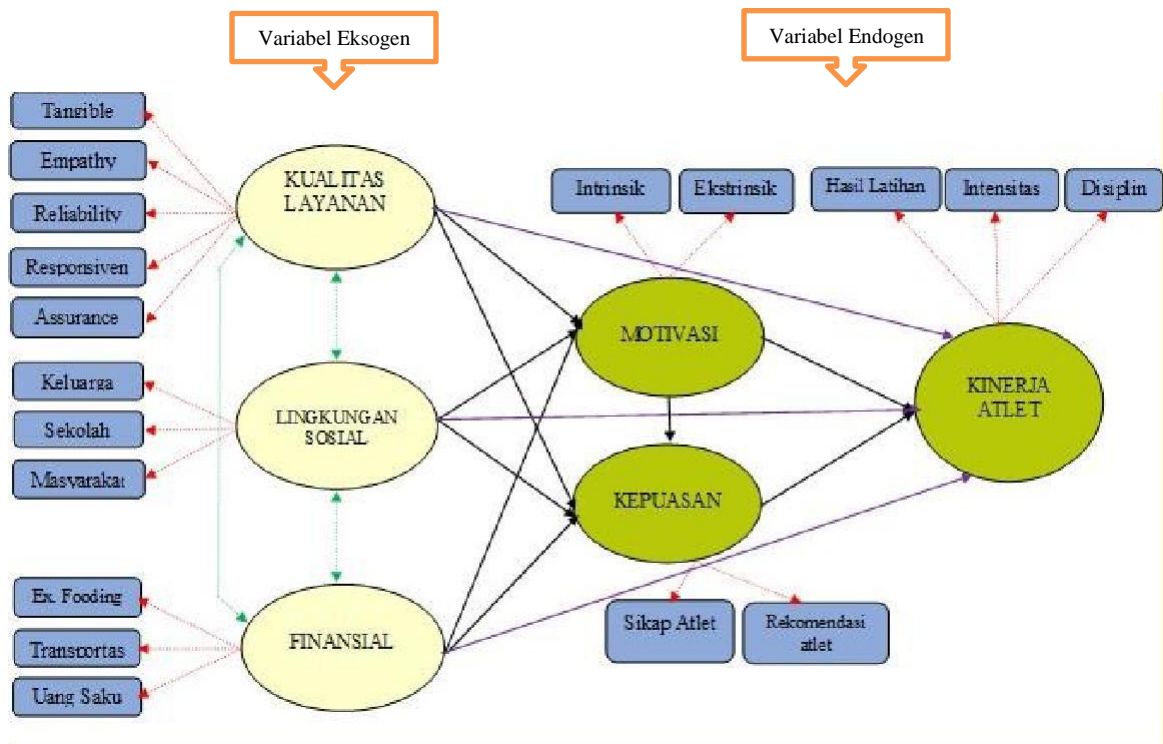 Variabel Eksogen
Variabel Endogen
Tangible
Empathy
Reliability
Responsiven
Assurance
Keluarga
Sekolah
Masyarakat
Ex. Fooding
Transportas
Uang Saku
KUALITAS
LAYANAN
LINGKUNGAN
SOSIAL
FINANSIAL
Intrinsik
Ekstrinsik
MOTIVASI
KEPUASAN
Sikap Atlet
Rekomendasi
atlet
Hasil Latihan
Intensitas
Disiplin
KINERJA
ATLET